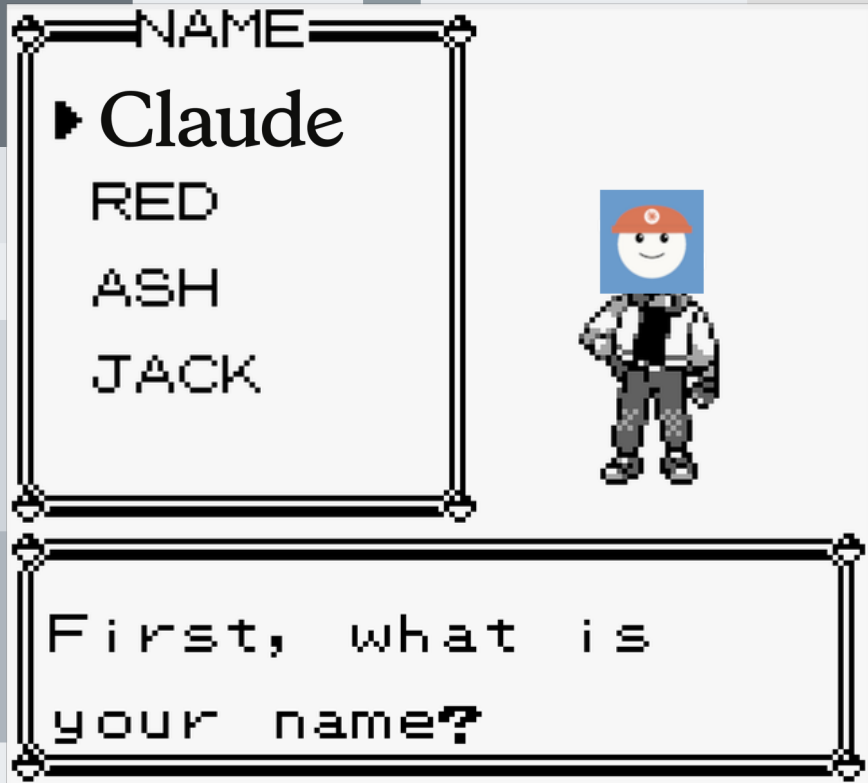 NAME
Claude
RED
ASH
JACK
First, what is
your name?